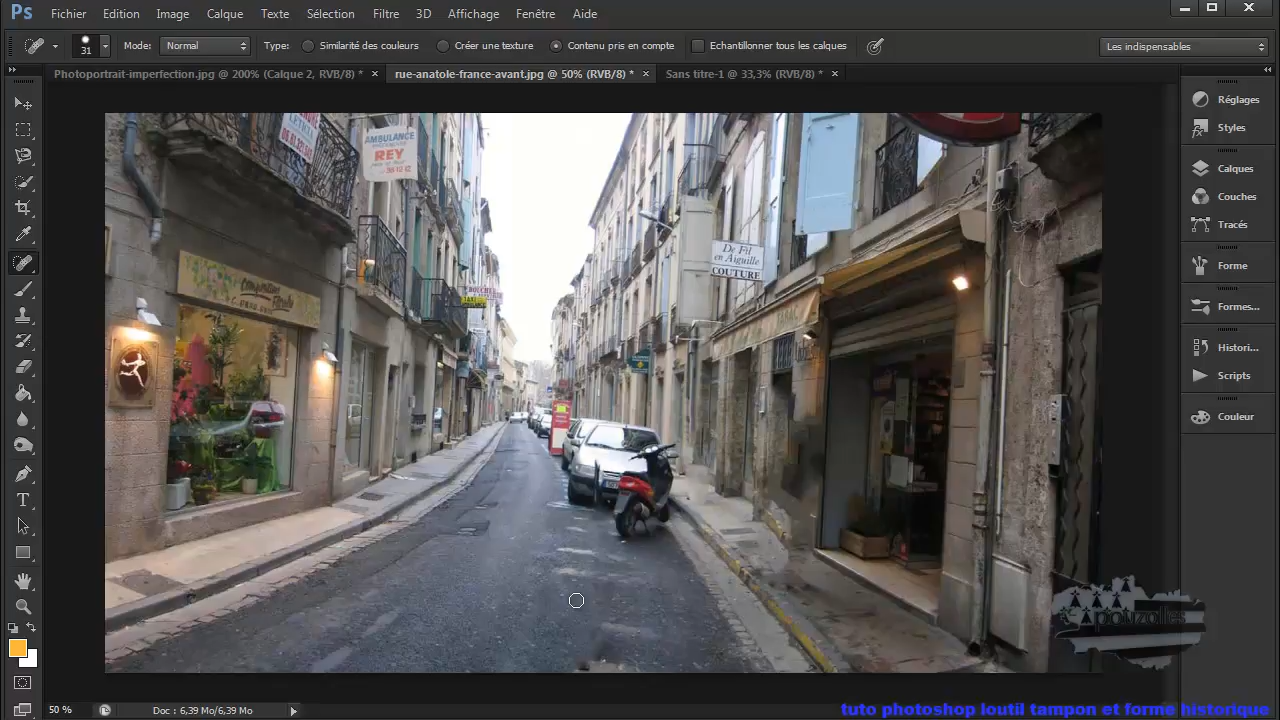 Ps Fichier Edition Image Calque Texte Sélection Filtre 3D Affichage Fenêtre Aide
31 Mode: Normal Type: Similarité des couleurs Créer une texture Contenu pris en compte Echantillonner tous les calques Les indispensables
Photoportrait-imperfection.jpg @ 200% (Calque 2, RVB/8) * × rue-anatole-france-avant.jpg @ 50% (RVB/8) * × Sans titre-1 @ 33,3% (RVB/8) * ×
Réglages
Styles
Calques
Couches
Tracés
Forme
Formes...
Histori...
Scripts
Couleur
AMBULANCE
REY
De Fil
en Aiguille
COUTURE
BOUCHERIE
TABAC
pouzolles
50 % Doc : 6,39 Mo/6,39 Mo
tuto photoshop loutil tampon et forme historique